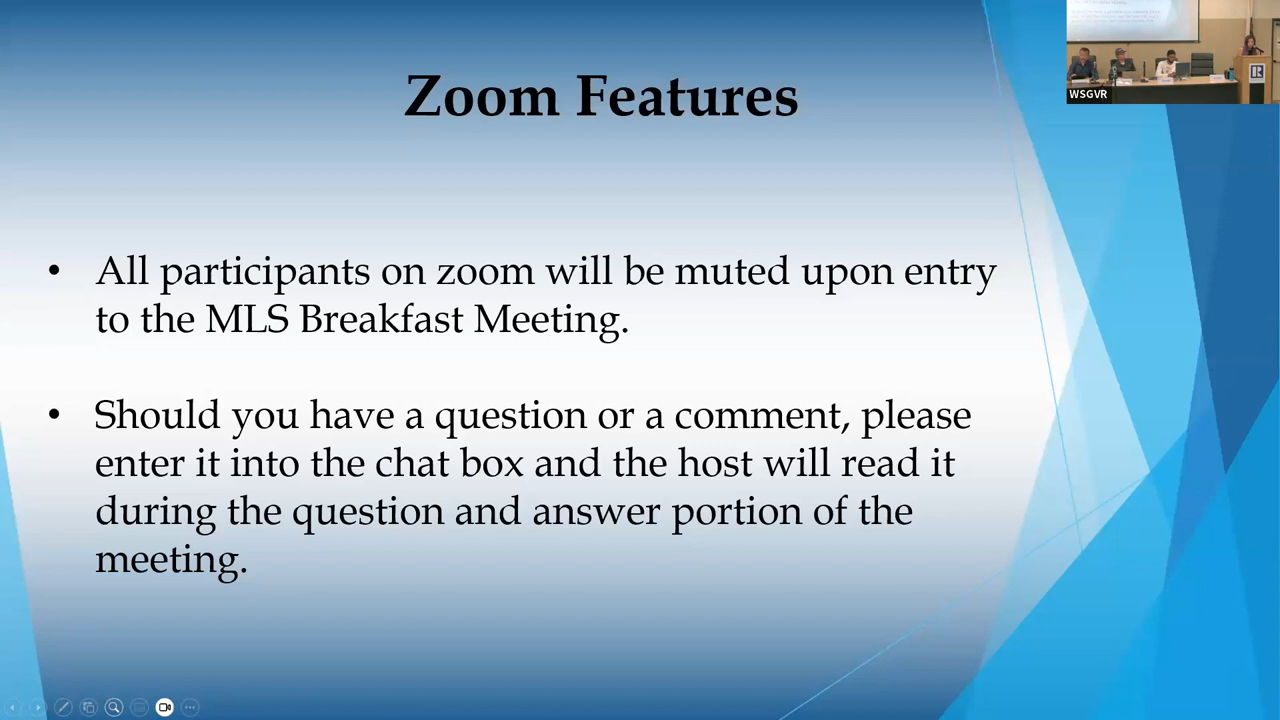 Zoom Features
WSGVR
• All participants on zoom will be muted upon entry
to the MLS Breakfast Meeting.
• Should you have a question or a comment, please
enter it into the chat box and the host will read it
during the question and answer portion of the
meeting.